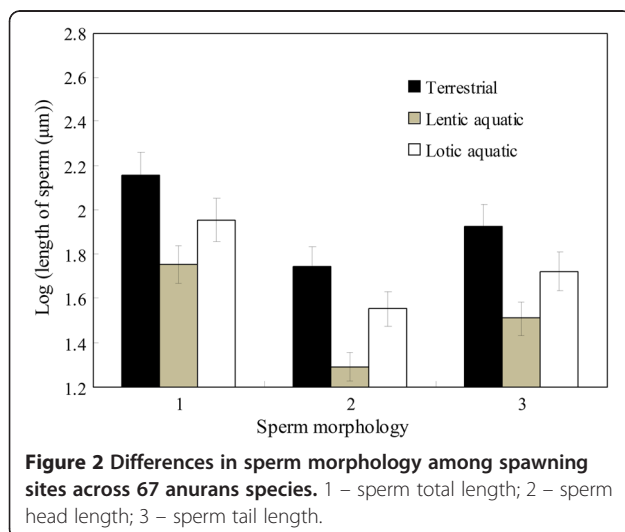 2.8
2.6
2.4
2.2
2
1.8
1.6
1.4
1.2
Log (length of sperm (μm))
Terrestrial
Lentic aquatic
Lotic aquatic
1 2 3
Sperm morphology
Figure 2 Differences in sperm morphology among spawning
sites across 67 anurans species. 1 – sperm total length; 2 – sperm
head length; 3 – sperm tail length.